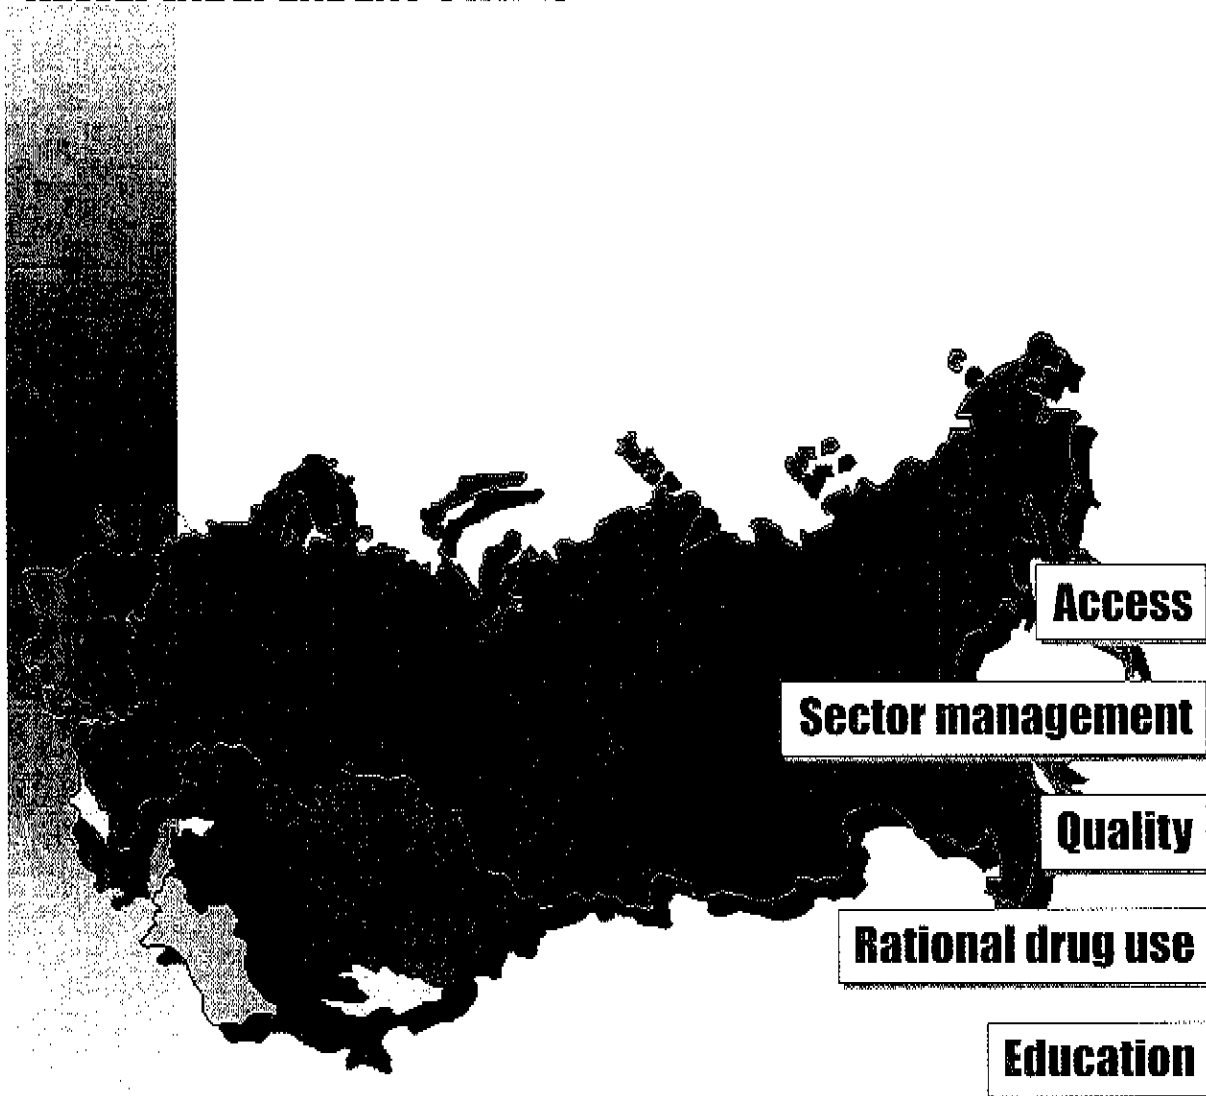 Access
Sector management
Quality
Rational drug use
Education